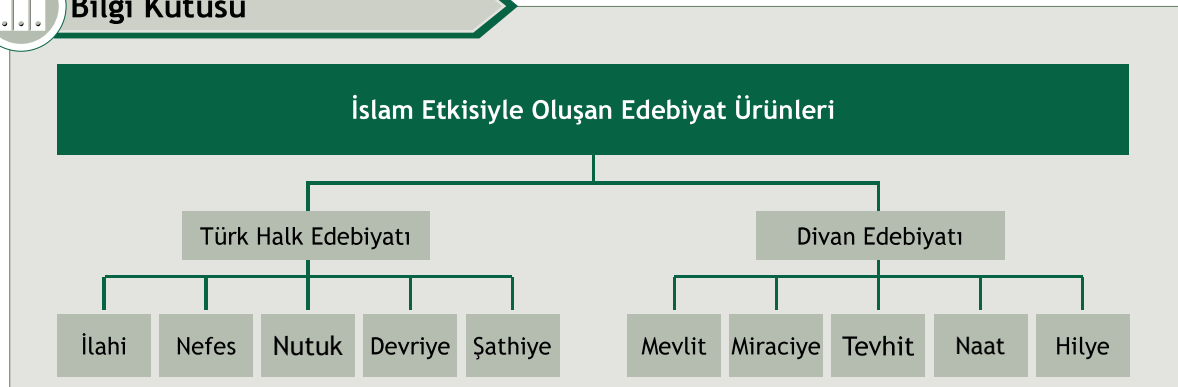 Bilgi Kutusu
İslam Etkisiyle Oluşan Edebiyat Ürünleri
Türk Halk Edebiyatı
Divan Edebiyatı
İlahi
Nefes
Nutuk
Devriye
Şathiye
Mevlit
Miraciye
Tevhit
Naat
Hilye